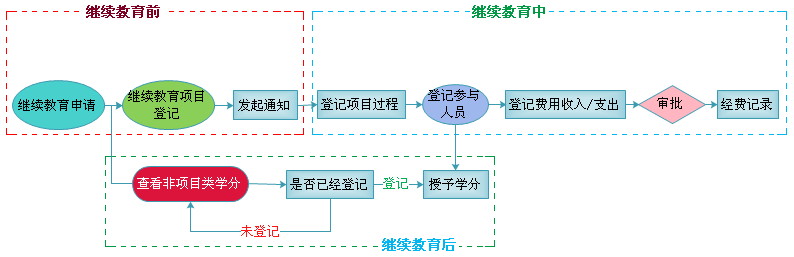 继续教育前
继续教育中
继续教育申请
继续教育项目
登记
发起通知
登记项目过程
登记参与
人员
登记费用收入/支出
审批
经费记录
查看非项目类学分
是否已经登记
登记
授予学分
未登记
继续教育后